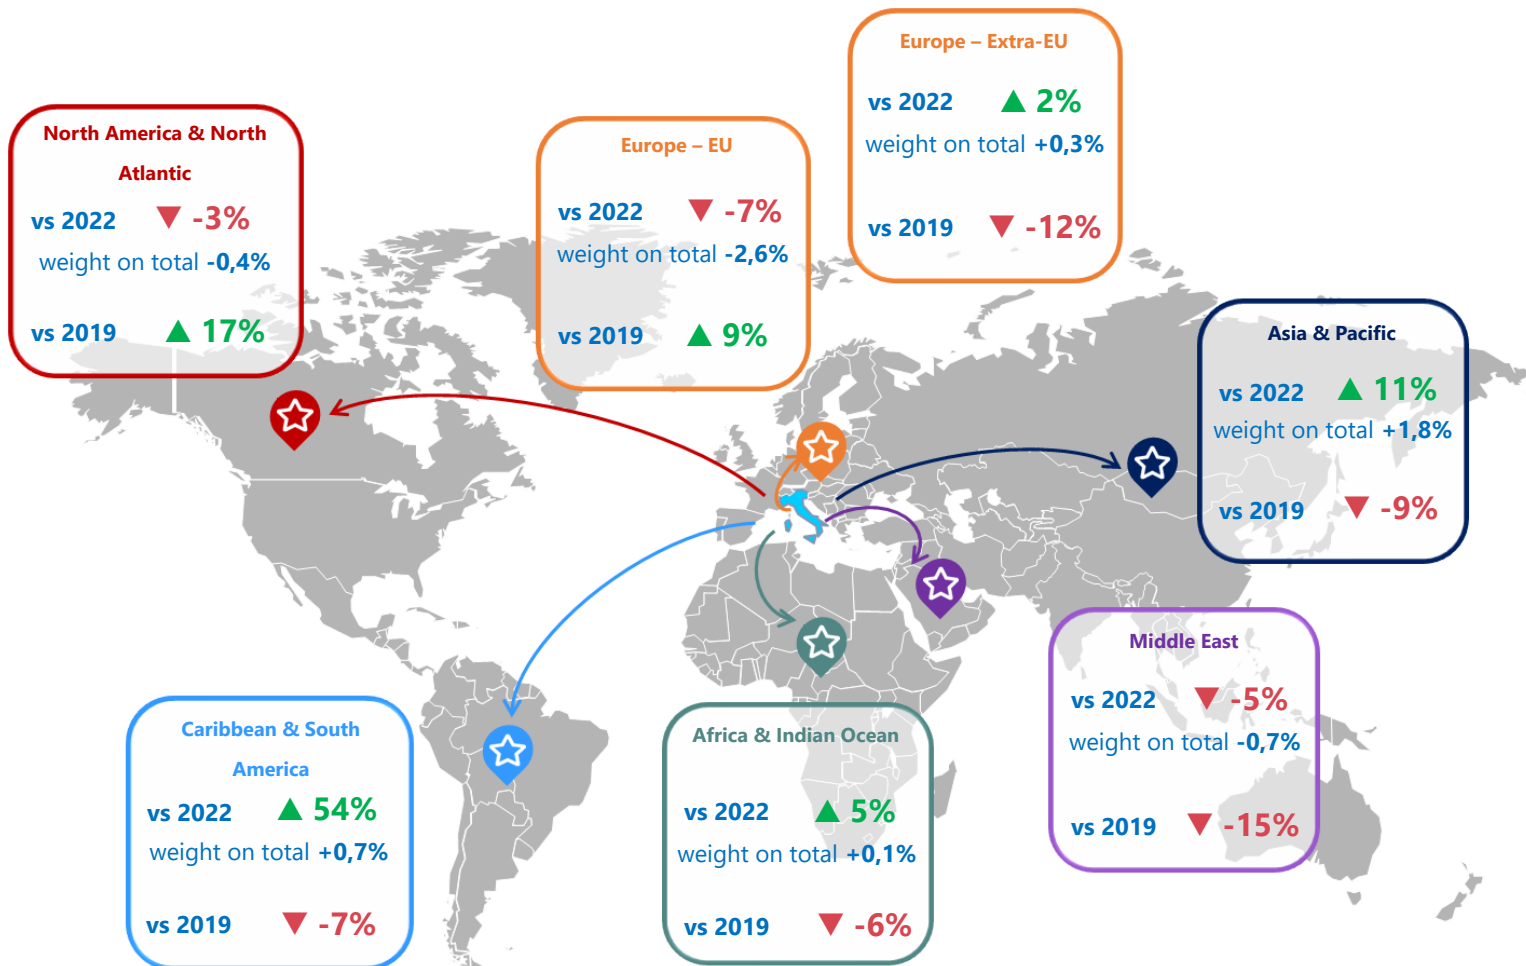 Europe – Extra-EU
vs 2022 ▲ 2%
weight on total +0,3%
vs 2019 ▼ -12%
North America & North
Atlantic
vs 2022 ▼ -3%
weight on total -0,4%
vs 2019 ▲ 17%
Europe – EU
vs 2022 ▼ -7%
weight on total -2,6%
vs 2019 ▲ 9%
Asia & Pacific
vs 2022 ▲ 11%
weight on total +1,8%
vs 2019 ▼ -9%
Middle East
vs 2022 ▼ -5%
weight on total -0,7%
vs 2019 ▼ -15%
Caribbean & South
America
vs 2022 ▲ 54%
weight on total +0,7%
vs 2019 ▼ -7%
Africa & Indian Ocean
vs 2022 ▲ 5%
weight on total +0,1%
vs 2019 ▼ -6%